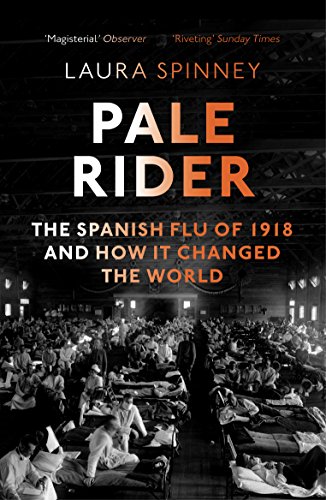 'Magisterial' Observer 'Riveting' Sunday Times
LAURA SPINNEY
PALE
RIDER
THE SPANISH FLU OF 1918
AND HOW IT CHANGED
THE WORLD